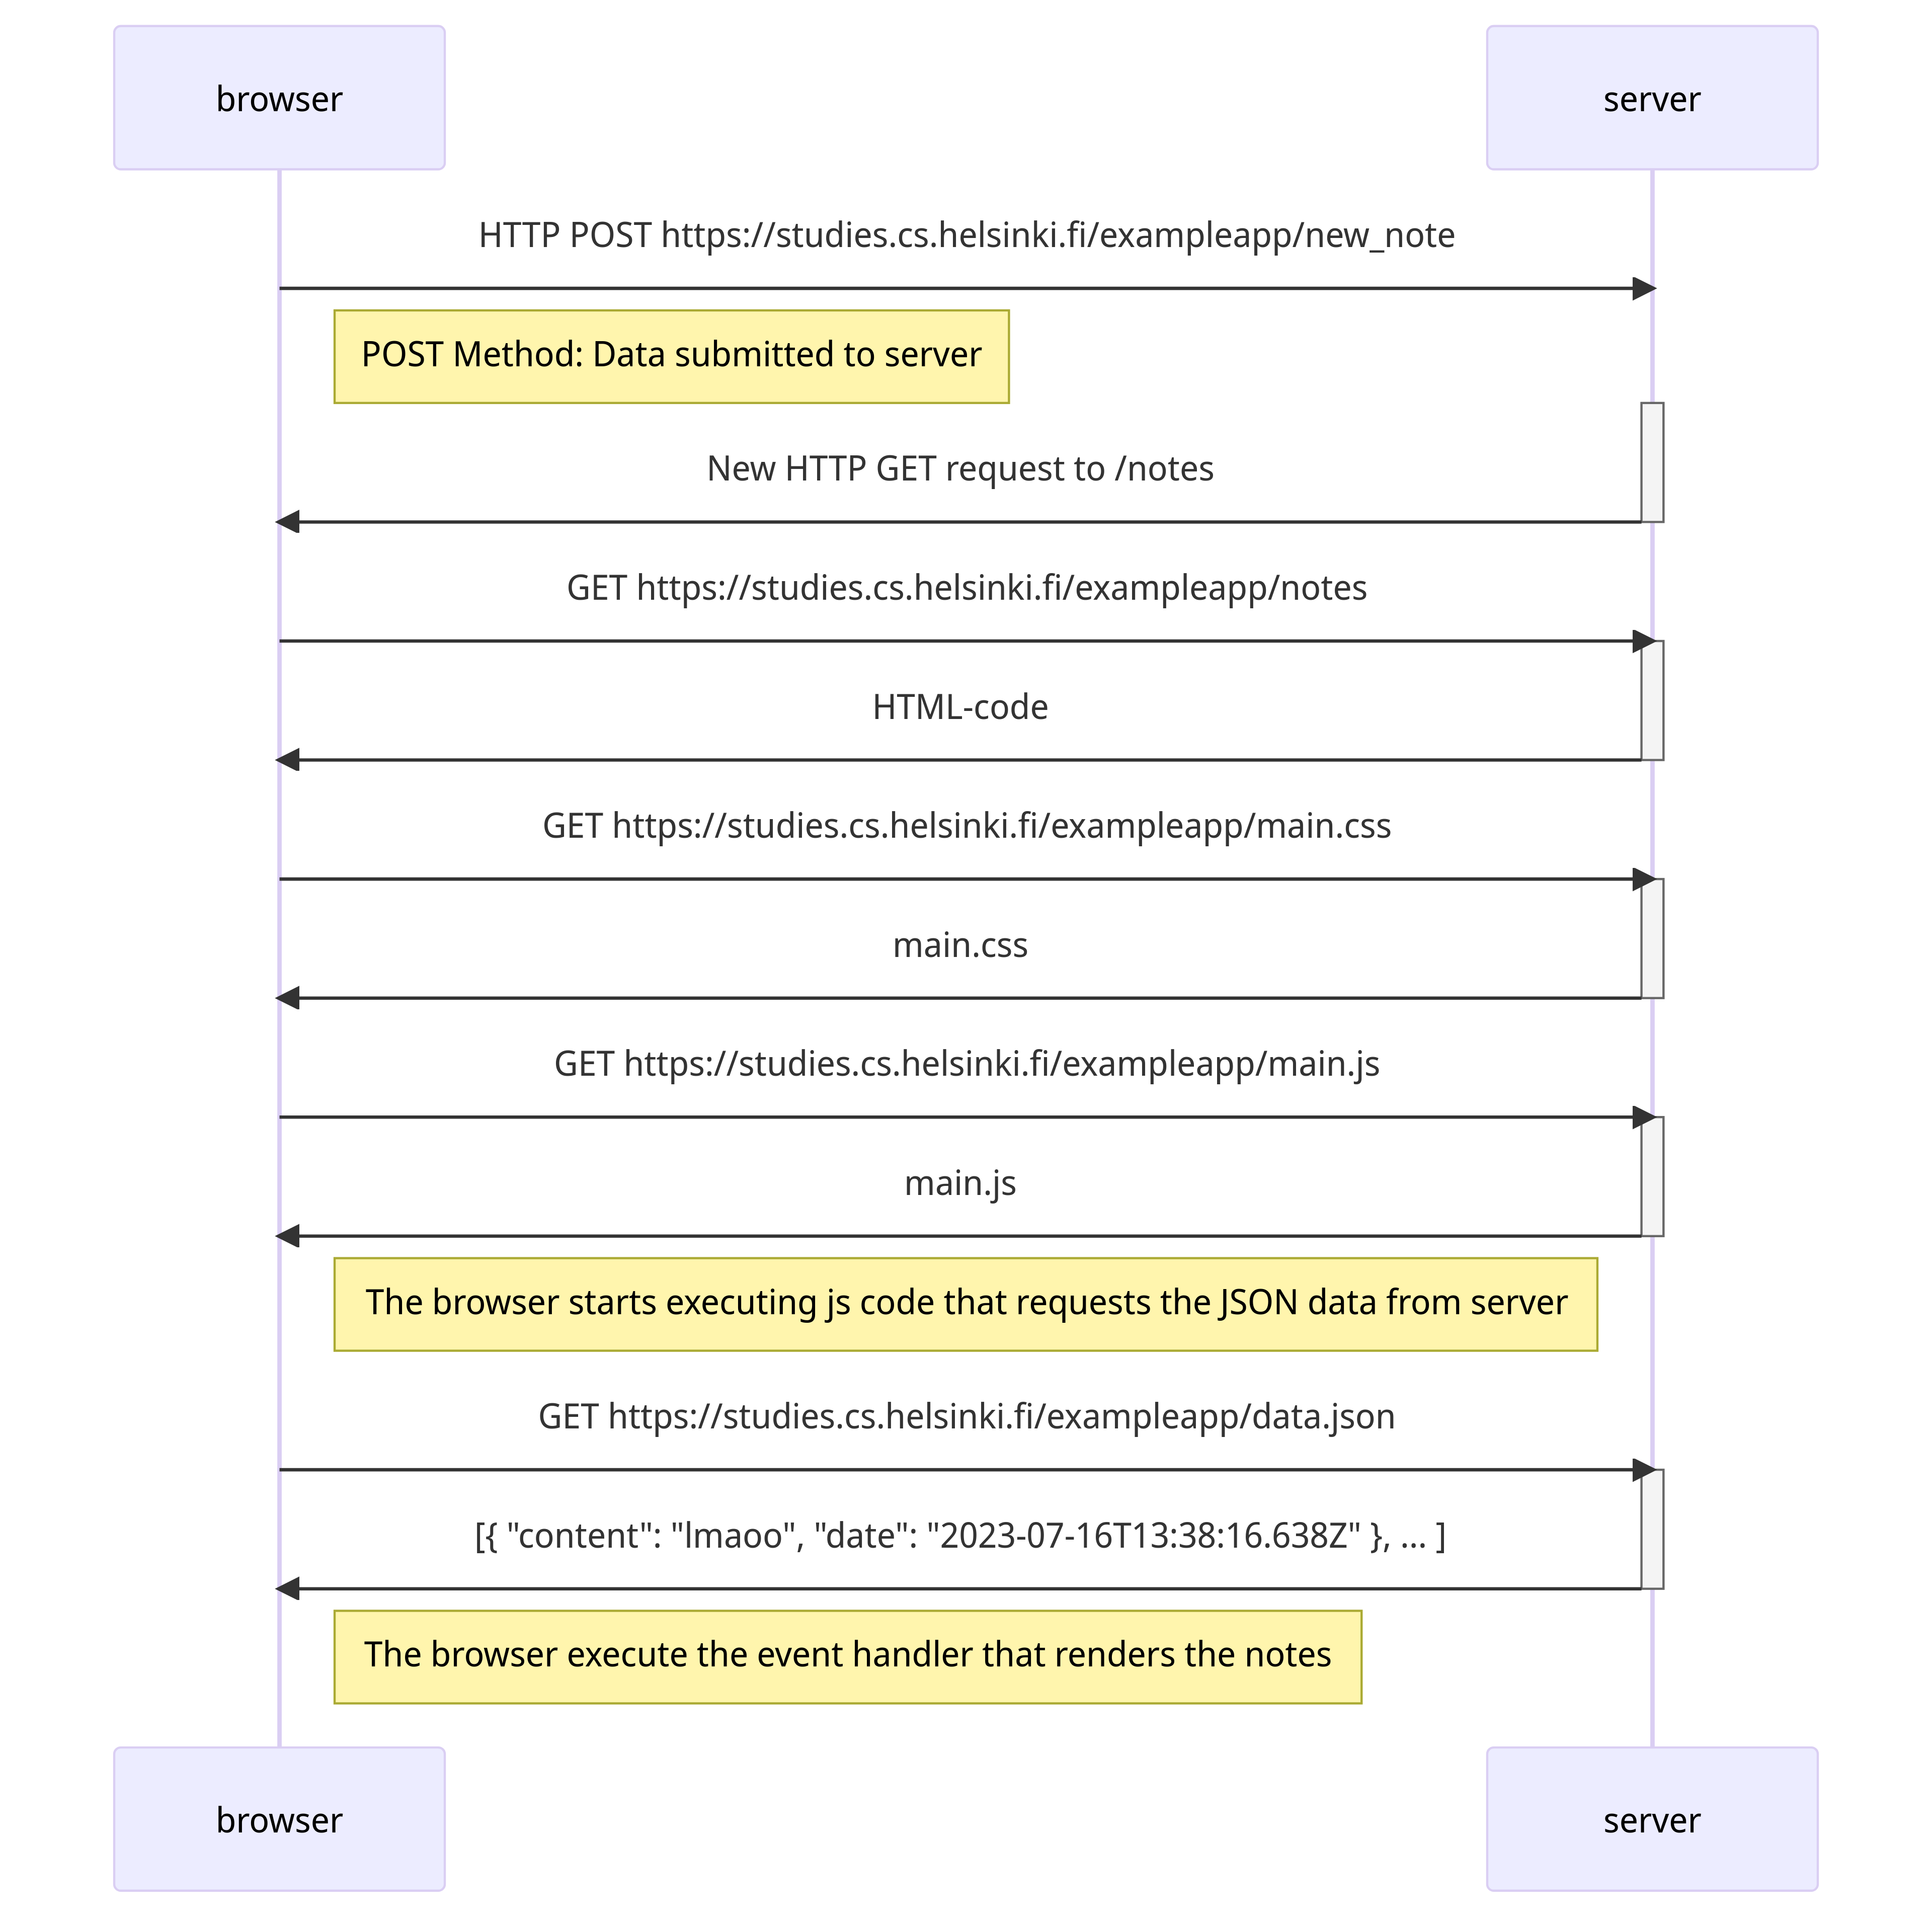 browser
server
HTTP POST https://studies.cs.helsinki.fi/exampleapp/new_note
POST Method: Data submitted to server
New HTTP GET request to /notes
GET https://studies.cs.helsinki.fi/exampleapp/notes
HTML-code
GET https://studies.cs.helsinki.fi/exampleapp/main.css
main.css
GET https://studies.cs.helsinki.fi/exampleapp/main.js
main.js
The browser starts executing js code that requests the JSON data from server
GET https://studies.cs.helsinki.fi/exampleapp/data.json
[{ "content": "lmaoo", "date": "2023-07-16T13:38:16.638Z" }, ... ]
The browser execute the event handler that renders the notes
browser
server